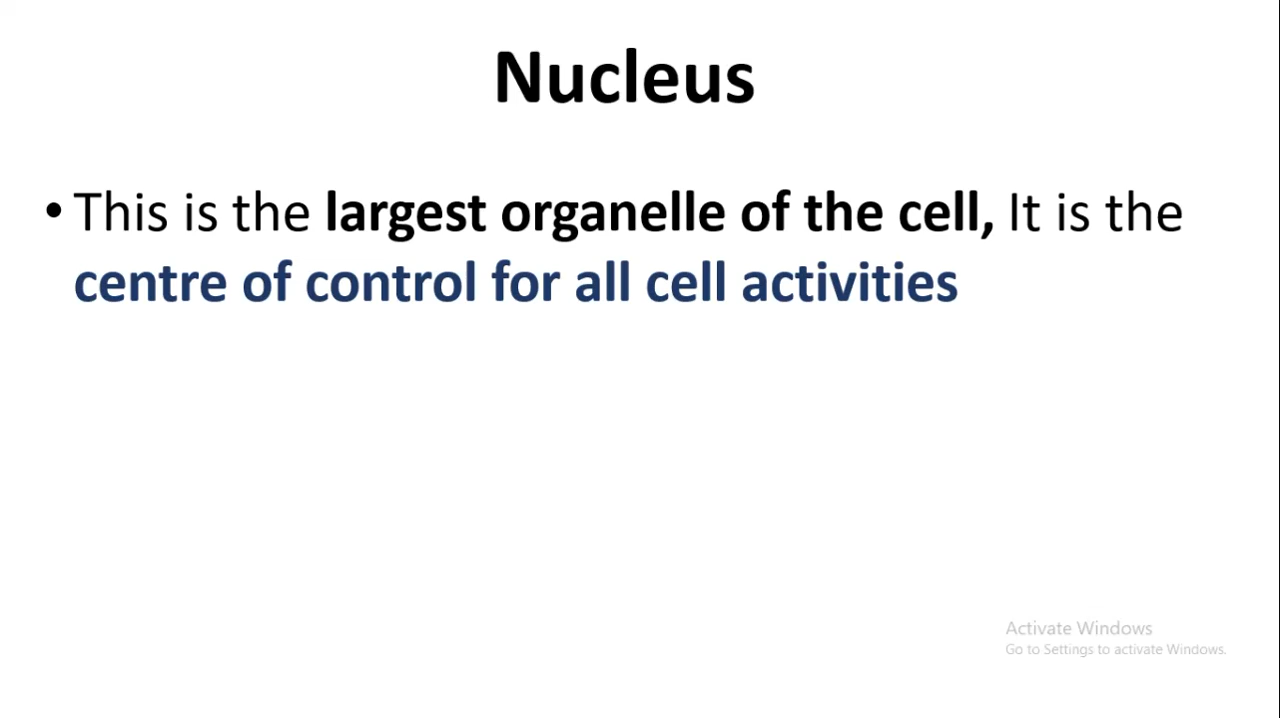 Nucleus
• This is the largest organelle of the cell, It is the
centre of control for all cell activities
Activate Windows
Go to Settings to activate Windows.